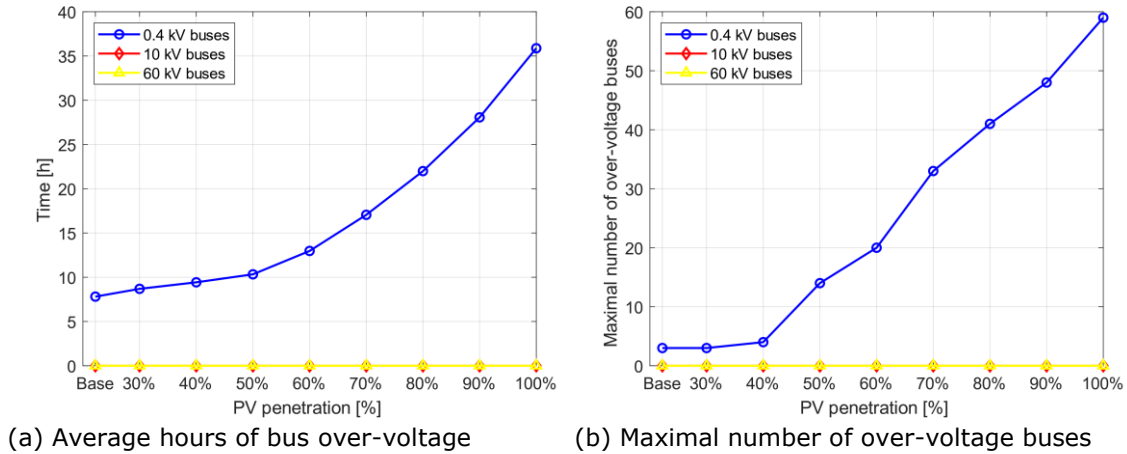 40
35
30
25
20
15
10
5
0
Time [h]
0.4 kV buses
10 kV buses
60 kV buses
Base 30% 40% 50% 60% 70% 80% 90% 100%
PV penetration [%]
(a) Average hours of bus over-voltage
60
50
40
30
20
10
0
Maximal number of over-voltage buses
0.4 kV buses
10 kV buses
60 kV buses
Base 30% 40% 50% 60% 70% 80% 90% 100%
PV penetration [%]
(b) Maximal number of over-voltage buses